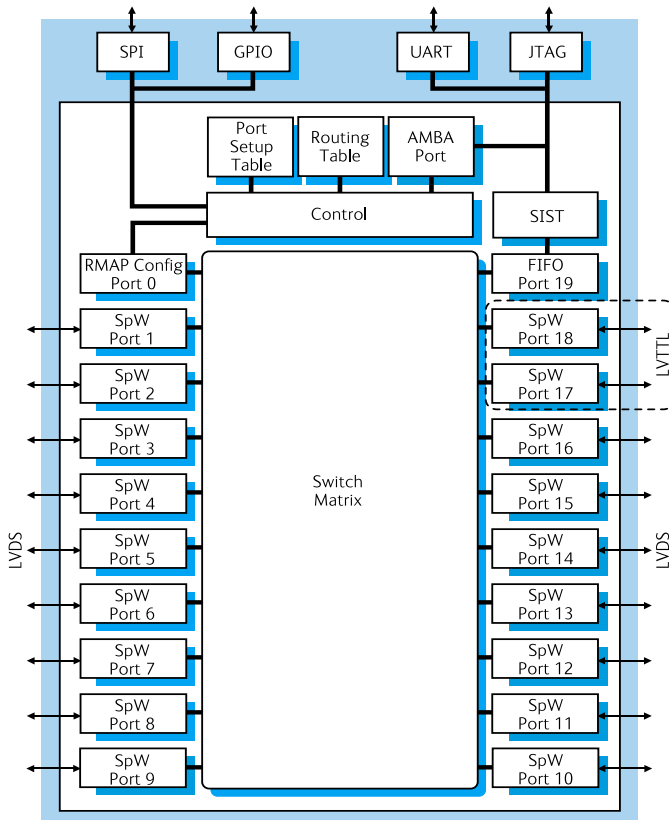 SPI
GPIO
UART
JTAG
Port
Setup
Table
Routing
Table
AMBA
Port
Control
SIST
RMAP Config
Port 0
FIFO
Port 19
SpW
Port 1
SpW
Port 18
SpW
Port 2
SpW
Port 17
LVTTL
SpW
Port 3
SpW
Port 16
SpW
Port 4
Switch
Matrix
SpW
Port 15
LVDS
SpW
Port 5
SpW
Port 14
LVDS
SpW
Port 6
SpW
Port 13
SpW
Port 7
SpW
Port 12
SpW
Port 8
SpW
Port 11
SpW
Port 9
SpW
Port 10